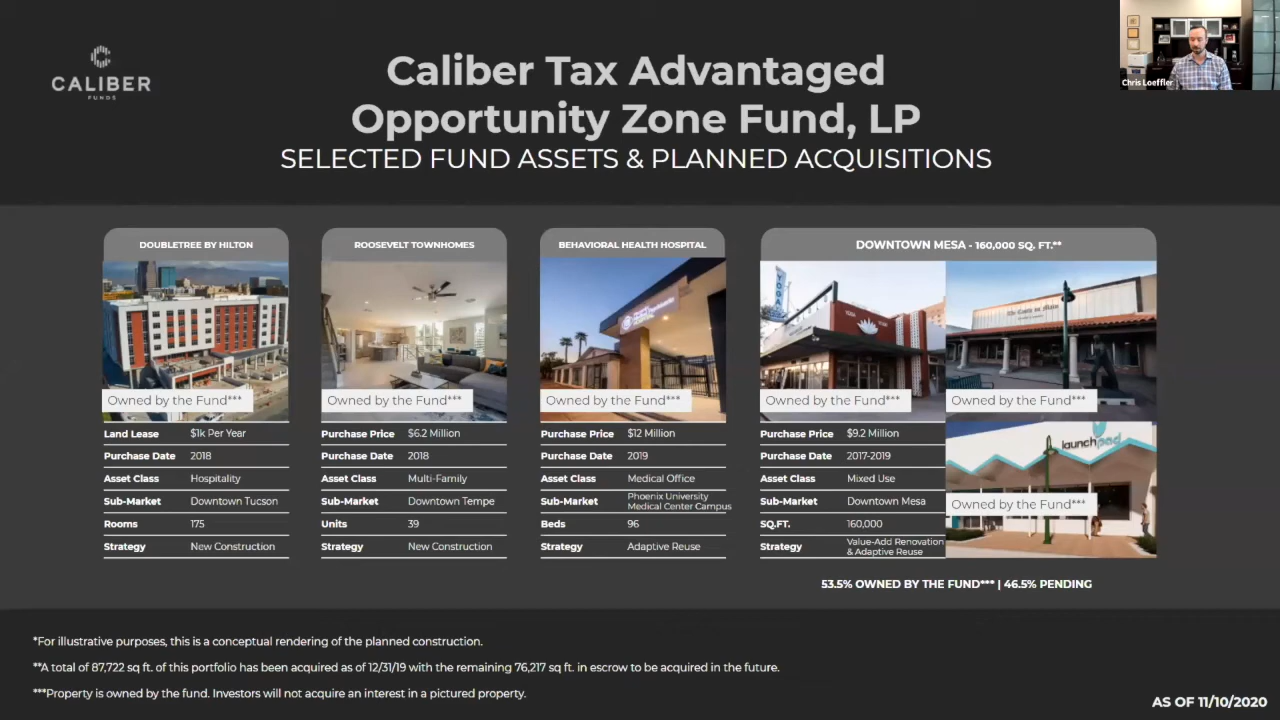 CALIBER
FUNDS
Caliber Tax Advantaged
Opportunity Zone Fund, LP
SELECTED FUND ASSETS & PLANNED ACQUISITIONS
Chris Loeffler
DOUBLETREE BY HILTON
Owned by the Fund***
Land Lease $1k Per Year
Purchase Date 2018
Asset Class Hospitality
Sub-Market Downtown Tucson
Rooms 175
Strategy New Construction
ROOSEVELT TOWNHOMES
Owned by the Fund***
Purchase Price $6.2 Million
Purchase Date 2018
Asset Class Multi-Family
Sub-Market Downtown Tempe
Units 39
Strategy New Construction
BEHAVIORAL HEALTH HOSPITAL
Owned by the Fund***
Purchase Price $12 Million
Purchase Date 2019
Asset Class Medical Office
Sub-Market Phoenix University
Medical Center Campus
Beds 96
Strategy Adaptive Reuse
DOWNTOWN MESA - 160,000 SQ. FT.**
YOGA
Owned by the Fund***
Owned by the Fund***
launchpad
Owned by the Fund***
Purchase Price $9.2 Million
Purchase Date 2017-2019
Asset Class Mixed Use
Sub-Market Downtown Mesa
SQ.FT. 160,000
Strategy Value-Add Renovation
& Adaptive Reuse
53.5% OWNED BY THE FUND*** | 46.5% PENDING
*For illustrative purposes, this is a conceptual rendering of the planned construction.
**A total of 87,722 sq ft. of this portfolio has been acquired as of 12/31/19 with the remaining 76,217 sq ft. in escrow to be acquired in the future.
***Property is owned by the fund. Investors will not acquire an interest in a pictured property.
AS OF 11/10/2020